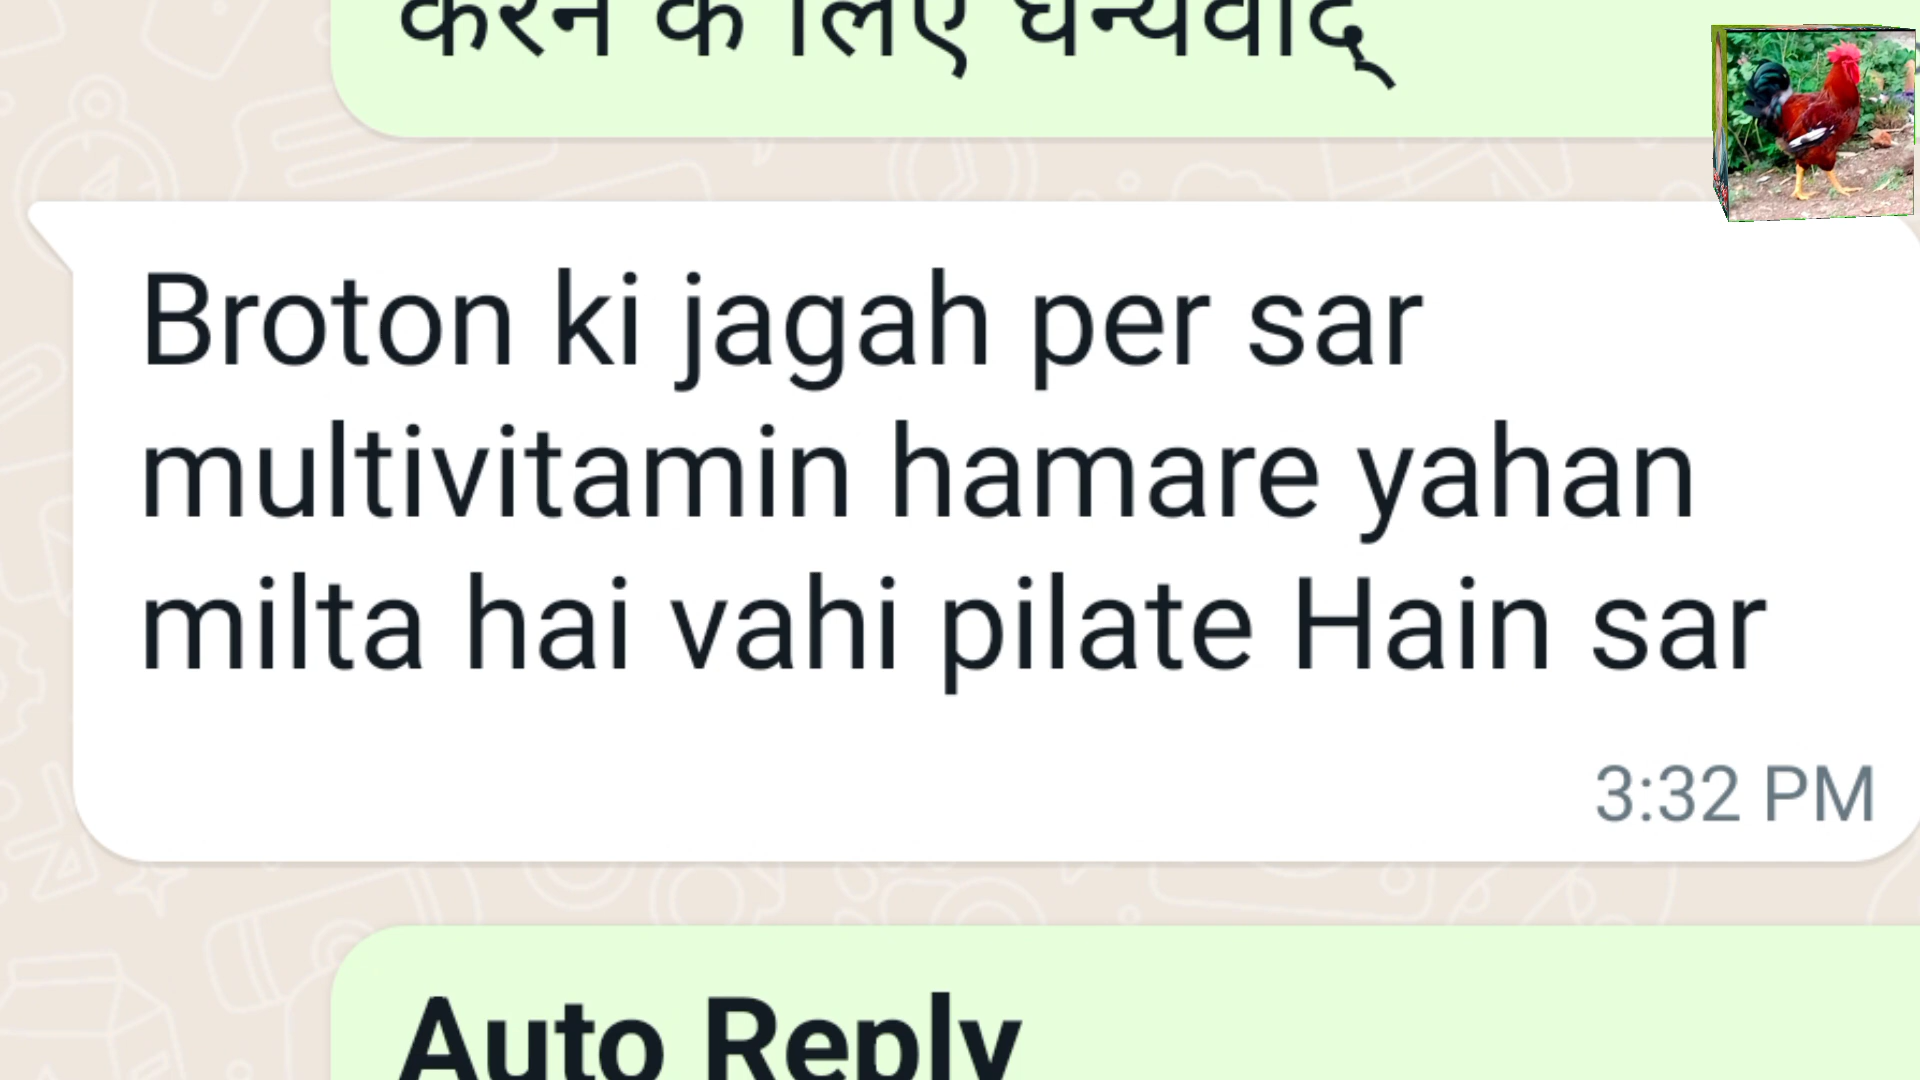 करने के लिए धन्यवाद्
Broton ki jagah per sar
multivitamin hamare yahan
milta hai vahi pilate Hain sar
3:32 PM
Auto Reply